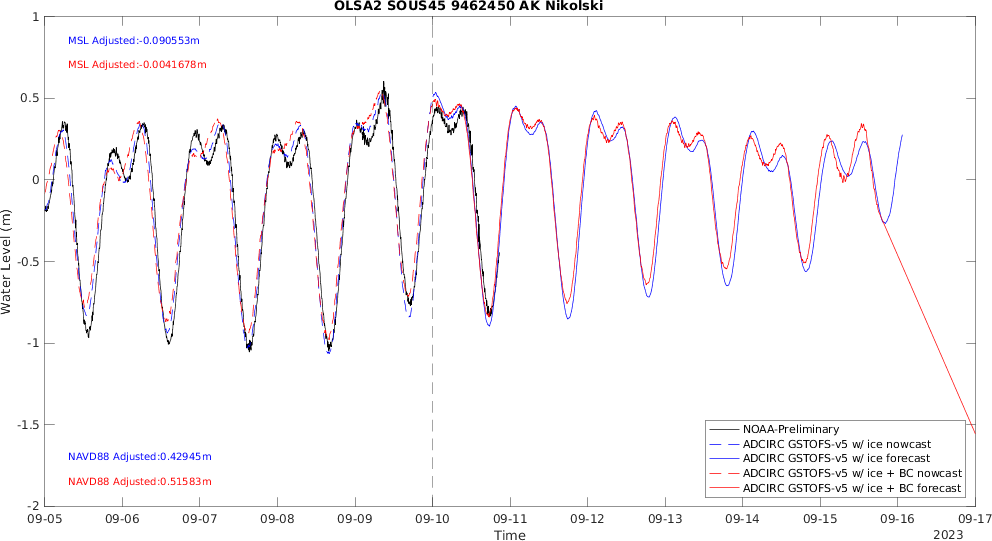 OLSA2 SOUS45 9462450 AK Nikolski
MSL Adjusted:-0.090553m
MSL Adjusted:-0.0041678m
1
0.5
0
-0.5
-1
-1.5
-2
Water Level (m)
NAVD88 Adjusted:0.42945m
NAVD88 Adjusted:0.51583m
NOAA-Preliminary
ADCIRC GSTOFS-v5 w/ ice nowcast
ADCIRC GSTOFS-v5 w/ ice forecast
ADCIRC GSTOFS-v5 w/ ice + BC nowcast
ADCIRC GSTOFS-v5 w/ ice + BC forecast
09-05 09-06 09-07 09-08 09-09 09-10 09-11 09-12 09-13 09-14 09-15 09-16 09-17
Time
2023